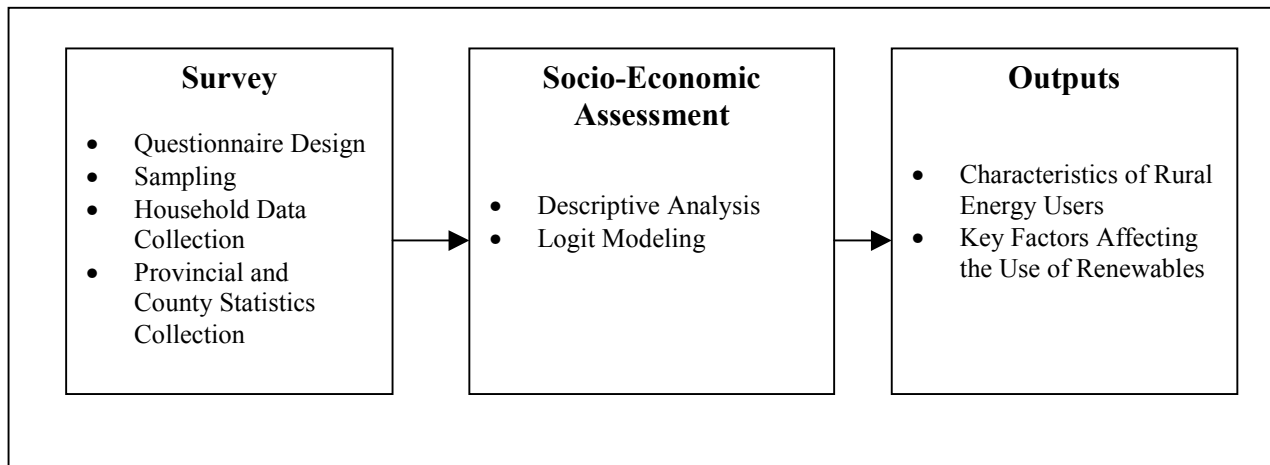 Survey
• Questionnaire Design
• Sampling
• Household Data
Collection
• Provincial and
County Statistics
Collection
Socio-Economic
Assessment
• Descriptive Analysis
• Logit Modeling
Outputs
• Characteristics of Rural
Energy Users
• Key Factors Affecting
the Use of Renewables